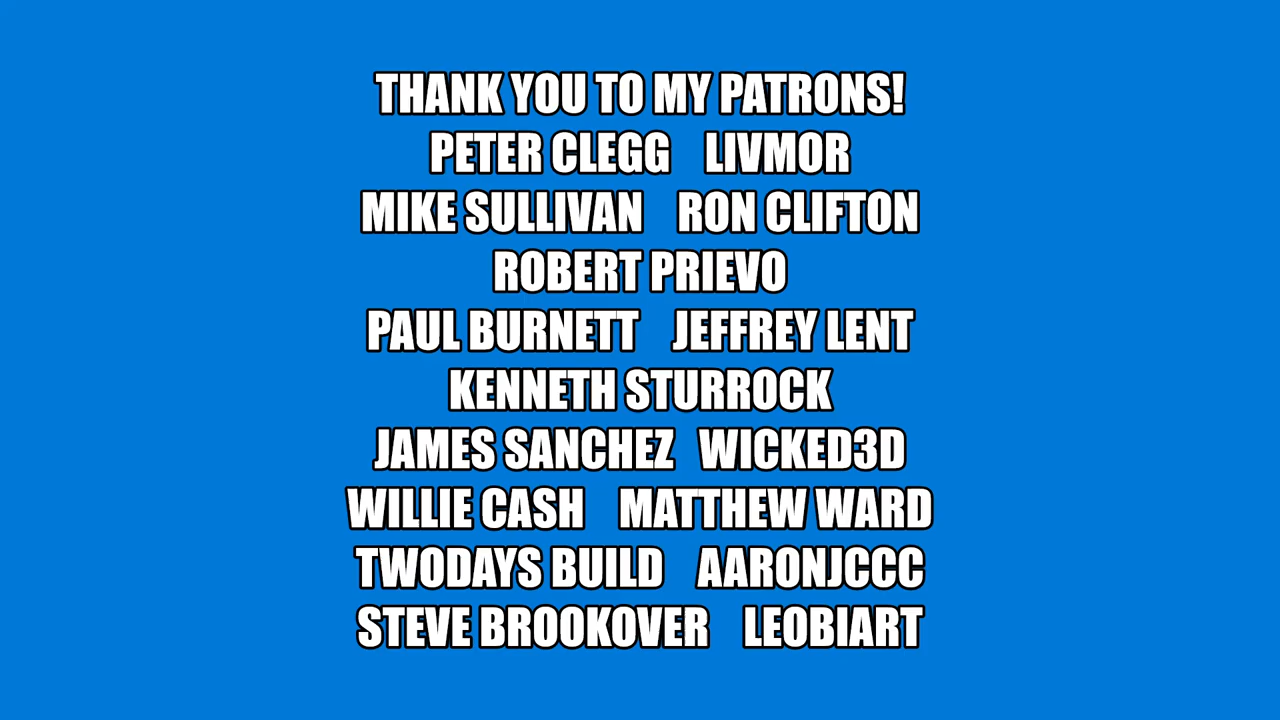 THANK YOU TO MY PATRONS!
PETER CLEGG LIVMOR
MIKE SULLIVAN RON CLIFTON
ROBERT PRIEVO
PAUL BURNETT JEFFREY LENT
KENNETH STURROCK
JAMES SANCHEZ WICKED3D
WILLIE CASH MATTHEW WARD
TWODAYS BUILD AARONJCCC
STEVE BROOKOVER LEOBIART